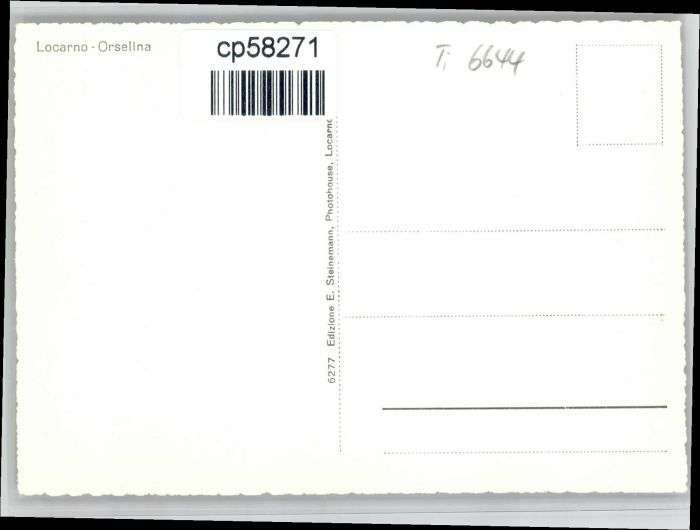 Locarno - Orselina
cp58271
Ti 6644
6277 Edizione E. Steinemann, Photohouse, Locarno